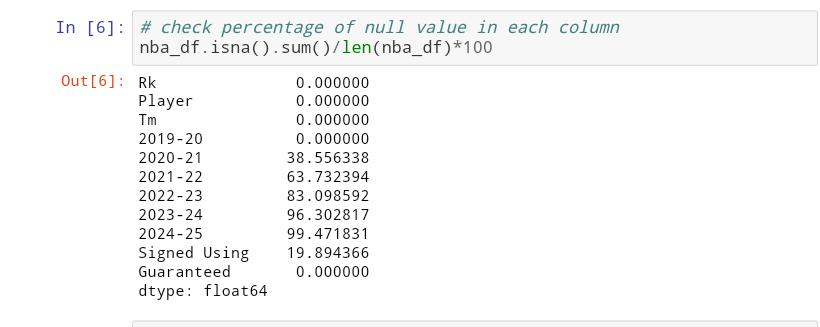 In [6]: # check percentage of null value in each column
nba_df.isna().sum()/len(nba_df)*100
Out[6]: Rk 0.000000
Player 0.000000
Tm 0.000000
2019-20 0.000000
2020-21 38.556338
2021-22 63.732394
2022-23 83.098592
2023-24 96.302817
2024-25 99.471831
Signed Using 19.894366
Guaranteed 0.000000
dtype: float64